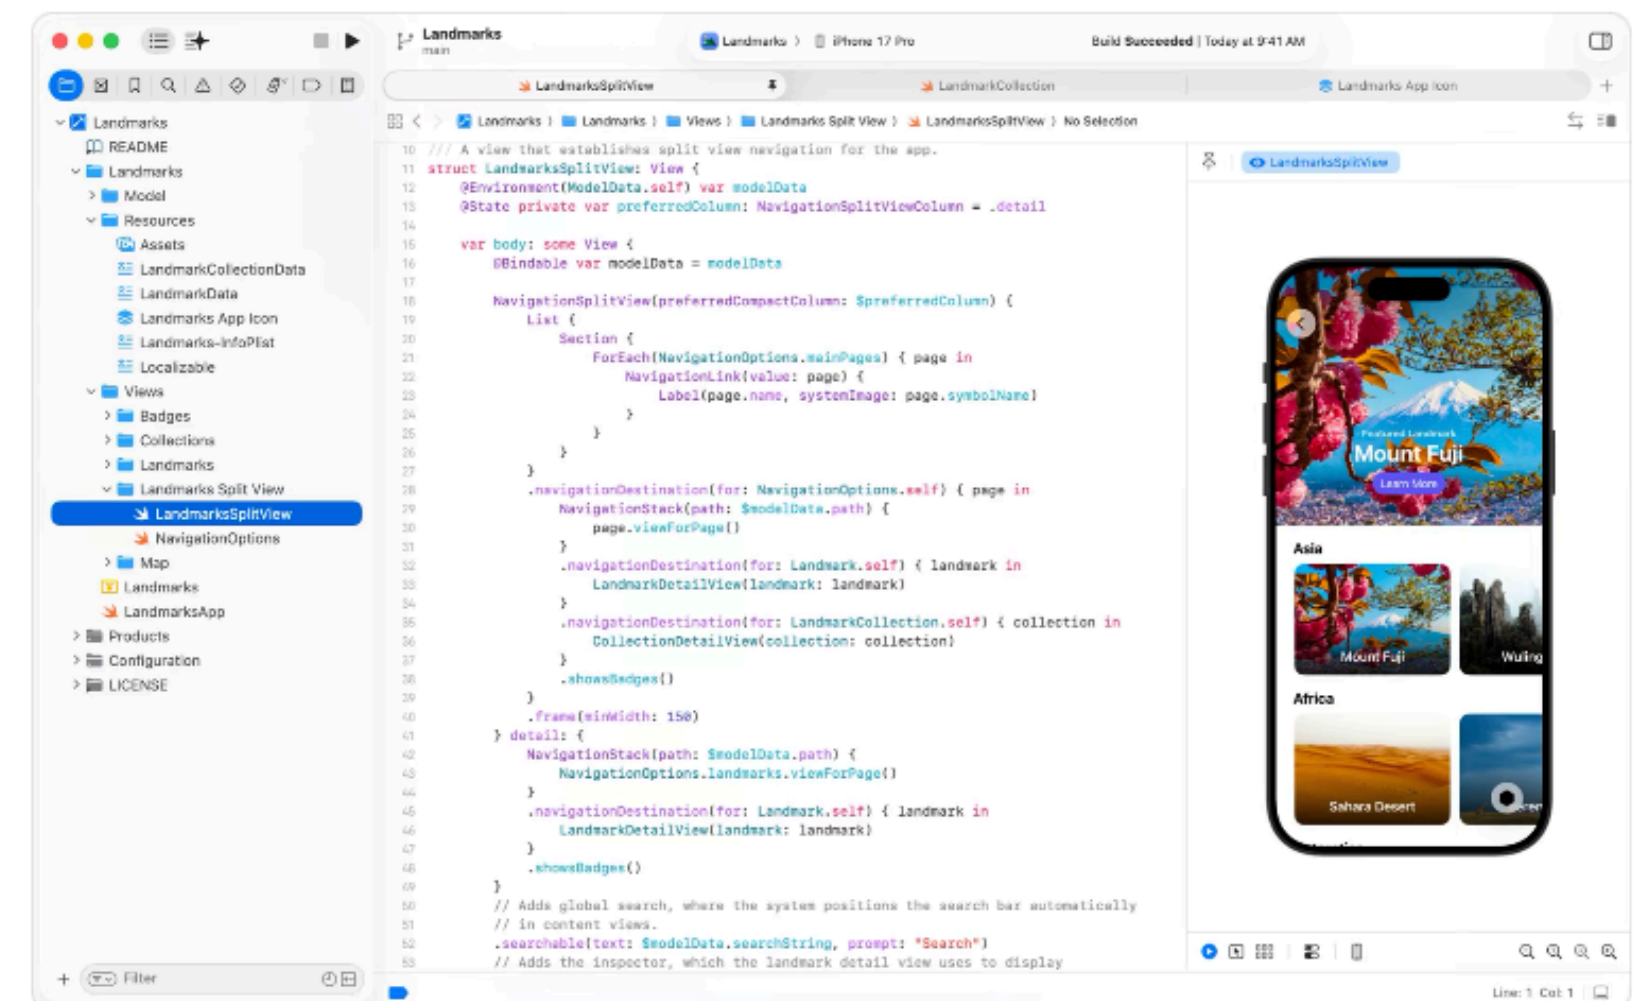 Landmarks
main
Landmarks 〉 iPhone 17 Pro
Build Succeeded | Today at 9:41 AM
LandmarksSplitView
LandmarkCollection
Landmarks App Icon
Landmarks 〉 Landmarks 〉 Views 〉 Landmarks Split View 〉 LandmarksSplitView 〉 No Selection
Landmarks
README
Landmarks
Model
Resources
Assets
LandmarkCollectionData
LandmarkData
Landmarks App Icon
Landmarks-InfoPlist
Localizable
Views
Badges
Collections
Landmarks
Landmarks Split View
LandmarksSplitView
NavigationOptions
Map
Landmarks
LandmarksApp
Products
Configuration
LICENSE
Filter
10 /// A view that establishes split view navigation for the app.
11 struct LandmarksSplitView: View {
12 @Environment(ModelData.self) var modelData
13 @State private var preferredColumn: NavigationSplitViewColumn = .detail
14
15 var body: some View {
16 @Bindable var modelData = modelData
17
18 NavigationSplitView(preferredCompactColumn: $preferredColumn) {
19 List {
20 Section {
21 ForEach(NavigationOptions.mainPages) { page in
22 NavigationLink(value: page) {
23 Label(page.name, systemImage: page.symbolName)
24 }
25 }
26 }
27 }
28 .navigationDestination(for: NavigationOptions.self) { page in
29 NavigationStack(path: $modelData.path) {
30 page.viewForPage()
31 }
32 .navigationDestination(for: Landmark.self) { landmark in
33 LandmarkDetailView(landmark: landmark)
34 }
35 .navigationDestination(for: LandmarkCollection.self) { collection in
36 CollectionDetailView(collection: collection)
37 }
38 .showsBadges()
39 }
40 .frame(minWidth: 150)
41 } detail: {
42 NavigationStack(path: $modelData.path) {
43 NavigationOptions.landmarks.viewForPage()
44 }
45 .navigationDestination(for: Landmark.self) { landmark in
46 LandmarkDetailView(landmark: landmark)
47 }
48 .showsBadges()
49 }
50 // Adds global search, where the system positions the search bar automatically
51 // in content views.
52 .searchable(text: $modelData.searchString, prompt: "Search")
53 // Adds the inspector, which the landmark detail view uses to display
LandmarksSplitView
Featured Landmark
Mount Fuji
Learn More
Asia
Mount Fuji
Wuling
Africa
Sahara Desert
Line: 1 Col: 1